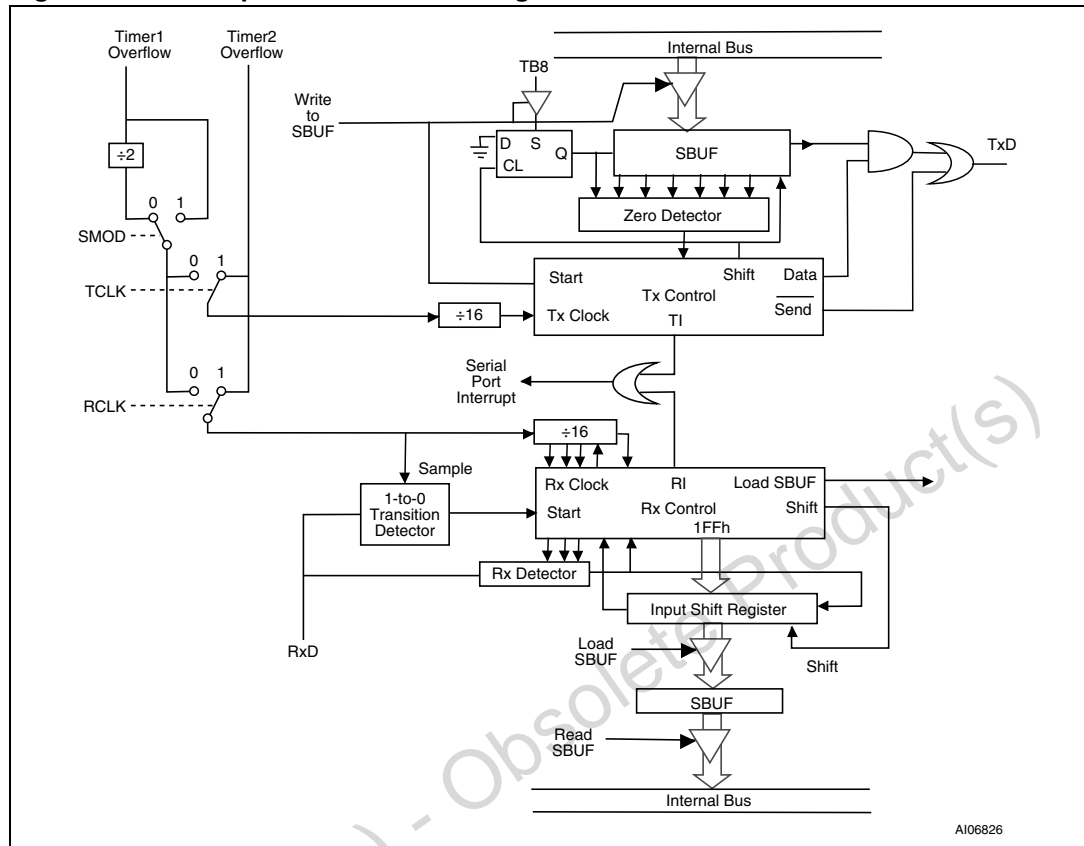 Timer1 Overflow
Timer2 Overflow
Internal Bus
TB8
Write to SBUF
÷2
D S Q
CL
SBUF
TxD
Zero Detector
0 1
SMOD
0 1
TCLK
Start Shift Data
Tx Control
Send
Tx Clock
TI
÷16
Serial Port Interrupt
0 1
RCLK
÷16
Sample
1-to-0 Transition Detector
Rx Clock RI Load SBUF
Start Rx Control Shift
1FFh
Rx Detector
Input Shift Register
RxD
Load SBUF
Shift
SBUF
Read SBUF
Internal Bus
AI06826
) - Obsolete Product(s)